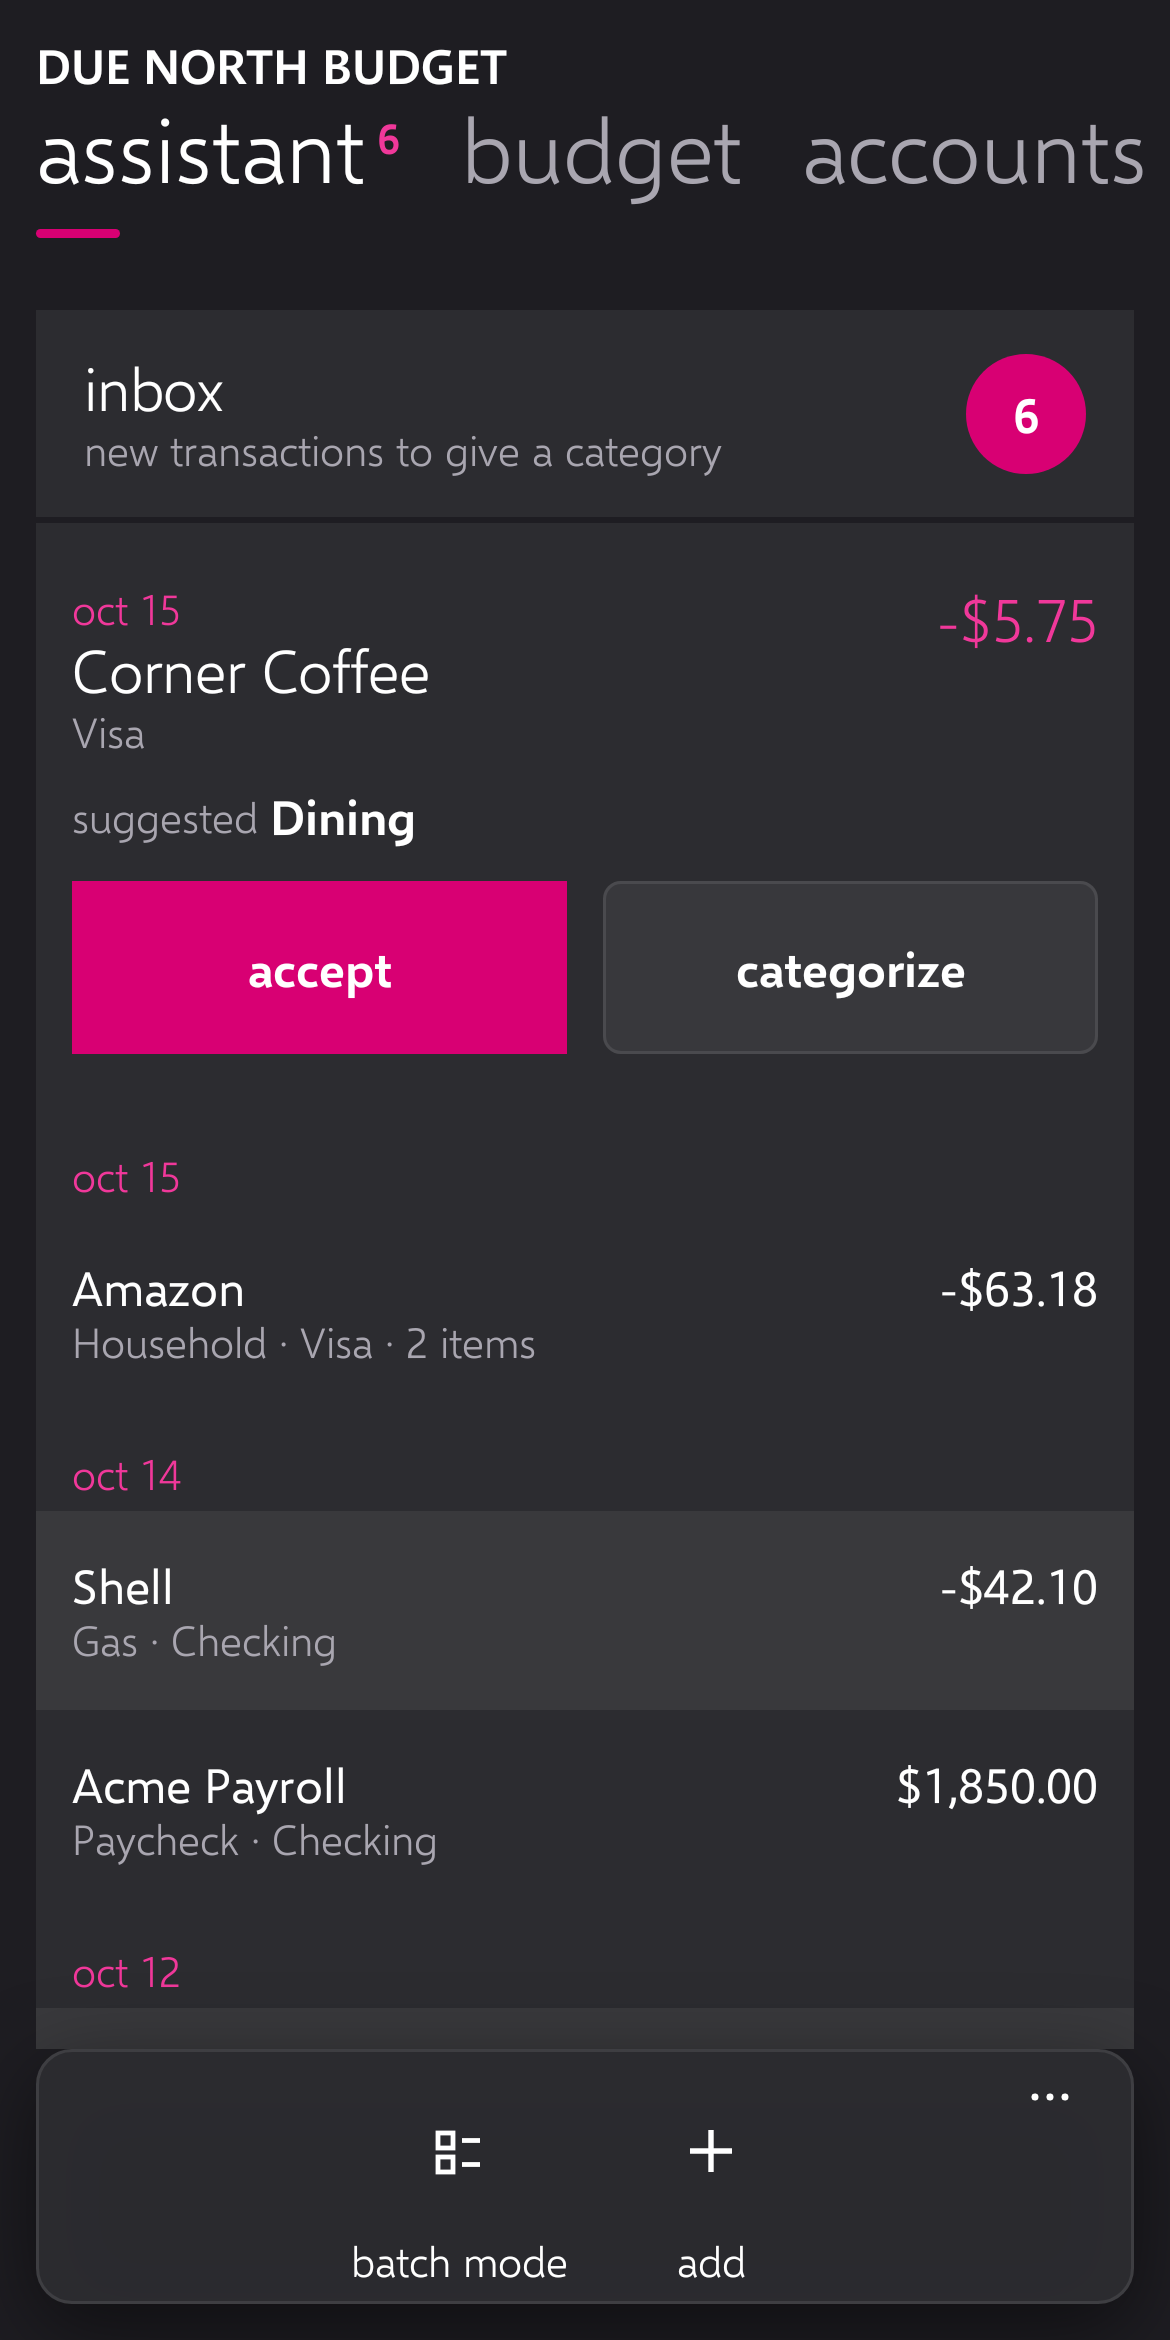 DUE NORTH BUDGET
assistant 6 budget accounts
inbox
new transactions to give a category
6
oct 15
-$5.75
Corner Coffee
Visa
suggested Dining
accept categorize
oct 15
Amazon -$63.18
Household · Visa · 2 items
oct 14
Shell -$42.10
Gas · Checking
Acme Payroll $1,850.00
Paycheck · Checking
oct 12
...
batch mode add